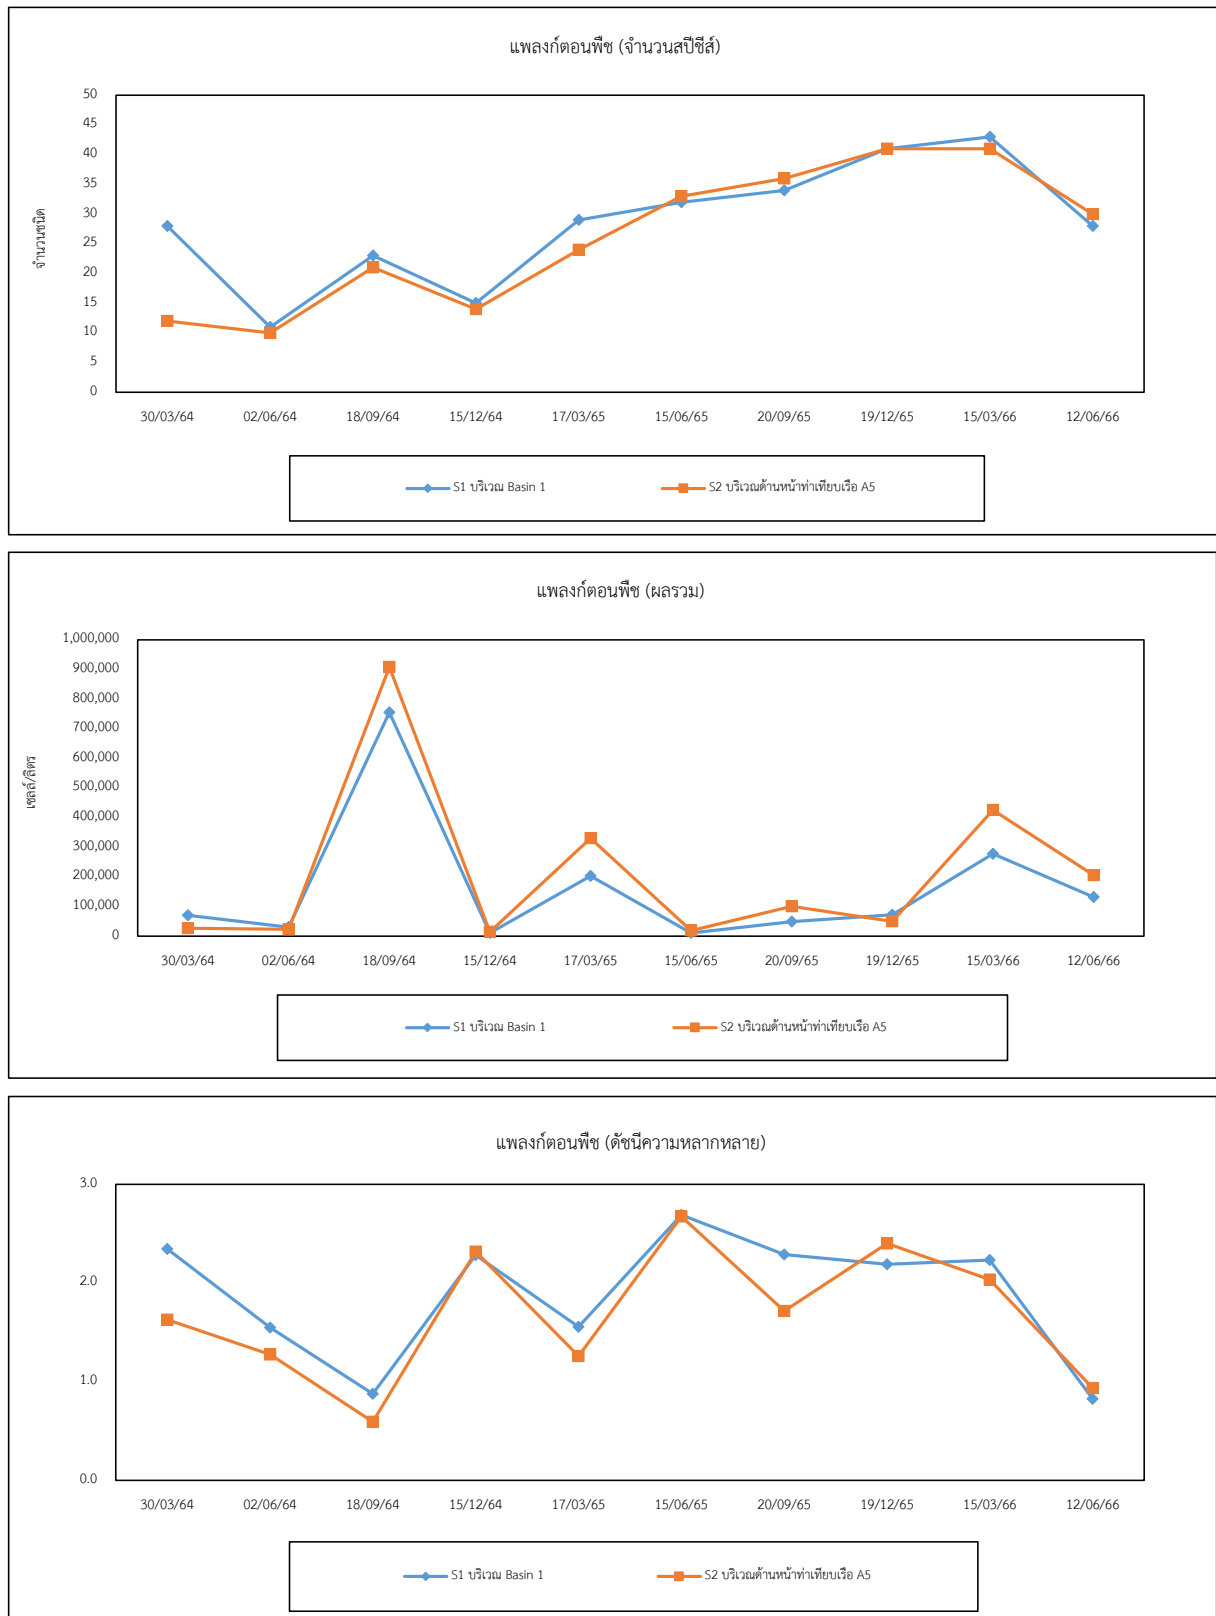 แพลงก์ตอนพืช (จำนวนสปีชีส์)
50
45
40
35
30
25
20
15
10
5
0
จำนวนชนิด
30/03/64 02/06/64 18/09/64 15/12/64 17/03/65 15/06/65 20/09/65 19/12/65 15/03/66 12/06/66
S1 บริเวณ Basin 1 S2 บริเวณด้านหน้าท่าเทียบเรือ A5
แพลงก์ตอนพืช (ผลรวม)
1,000,000
900,000
800,000
700,000
600,000
500,000
400,000
300,000
200,000
100,000
0
เซลล์/ลิตร
30/03/64 02/06/64 18/09/64 15/12/64 17/03/65 15/06/65 20/09/65 19/12/65 15/03/66 12/06/66
S1 บริเวณ Basin 1 S2 บริเวณด้านหน้าท่าเทียบเรือ A5
แพลงก์ตอนพืช (ดัชนีความหลากหลาย)
3.0
2.0
1.0
0.0
30/03/64 02/06/64 18/09/64 15/12/64 17/03/65 15/06/65 20/09/65 19/12/65 15/03/66 12/06/66
S1 บริเวณ Basin 1 S2 บริเวณด้านหน้าท่าเทียบเรือ A5